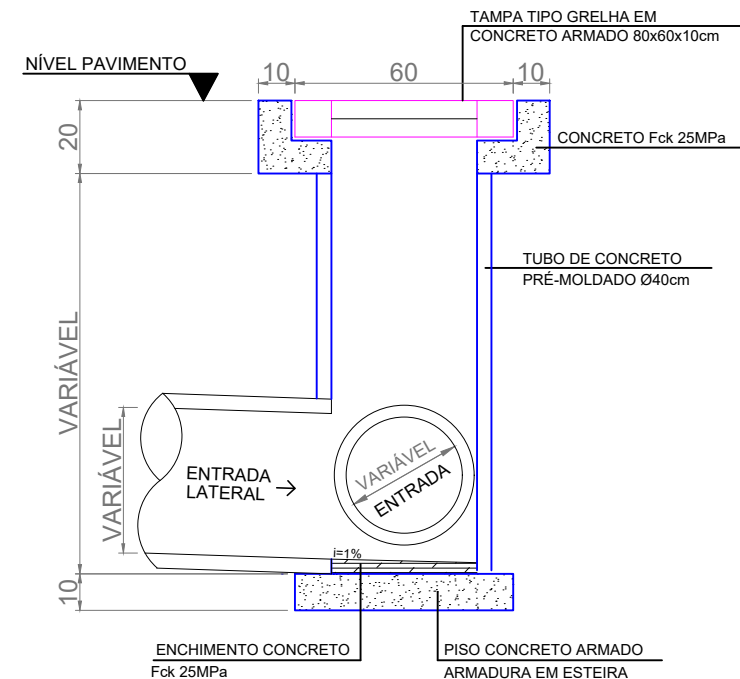 TAMPA TIPO GRELHA EM
CONCRETO ARMADO 80x60x10cm
NÍVEL PAVIMENTO
10
60
10
20
CONCRETO Fck 25MPa
TUBO DE CONCRETO
PRÉ-MOLDADO Ø40cm
VARIÁVEL
VARIÁVEL
ENTRADA
LATERAL →
VARIÁVEL
ENTRADA
i=1%
10
ENCHIMENTO CONCRETO
Fck 25MPa
PISO CONCRETO ARMADO
ARMADURA EM ESTEIRA